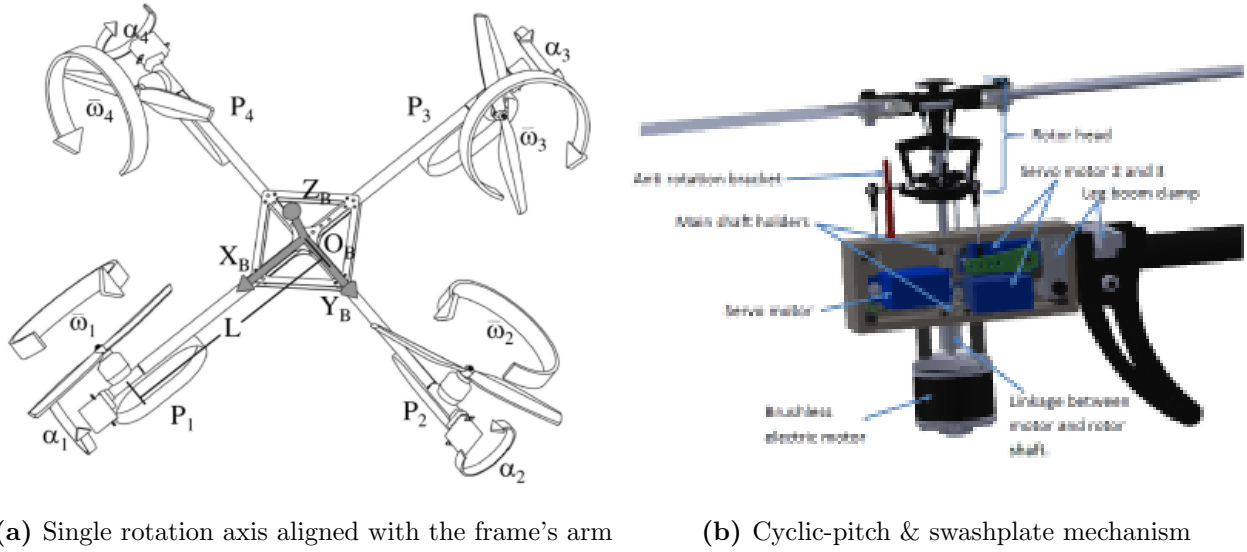 α4
ω̄4
P4
P3
α3
ω̄3
ZB
OB
XB
YB
L
ω̄1
ω̄2
α1
P1
P2
α2
Rotor head
Anti rotation bracket
Servo motor 2 and 3
Leg boom clamp
Main shaft holders
Servo motor
Brushless
electric motor
Linkage between
motor and rotor
shaft.
(a) Single rotation axis aligned with the frame's arm
(b) Cyclic-pitch & swashplate mechanism